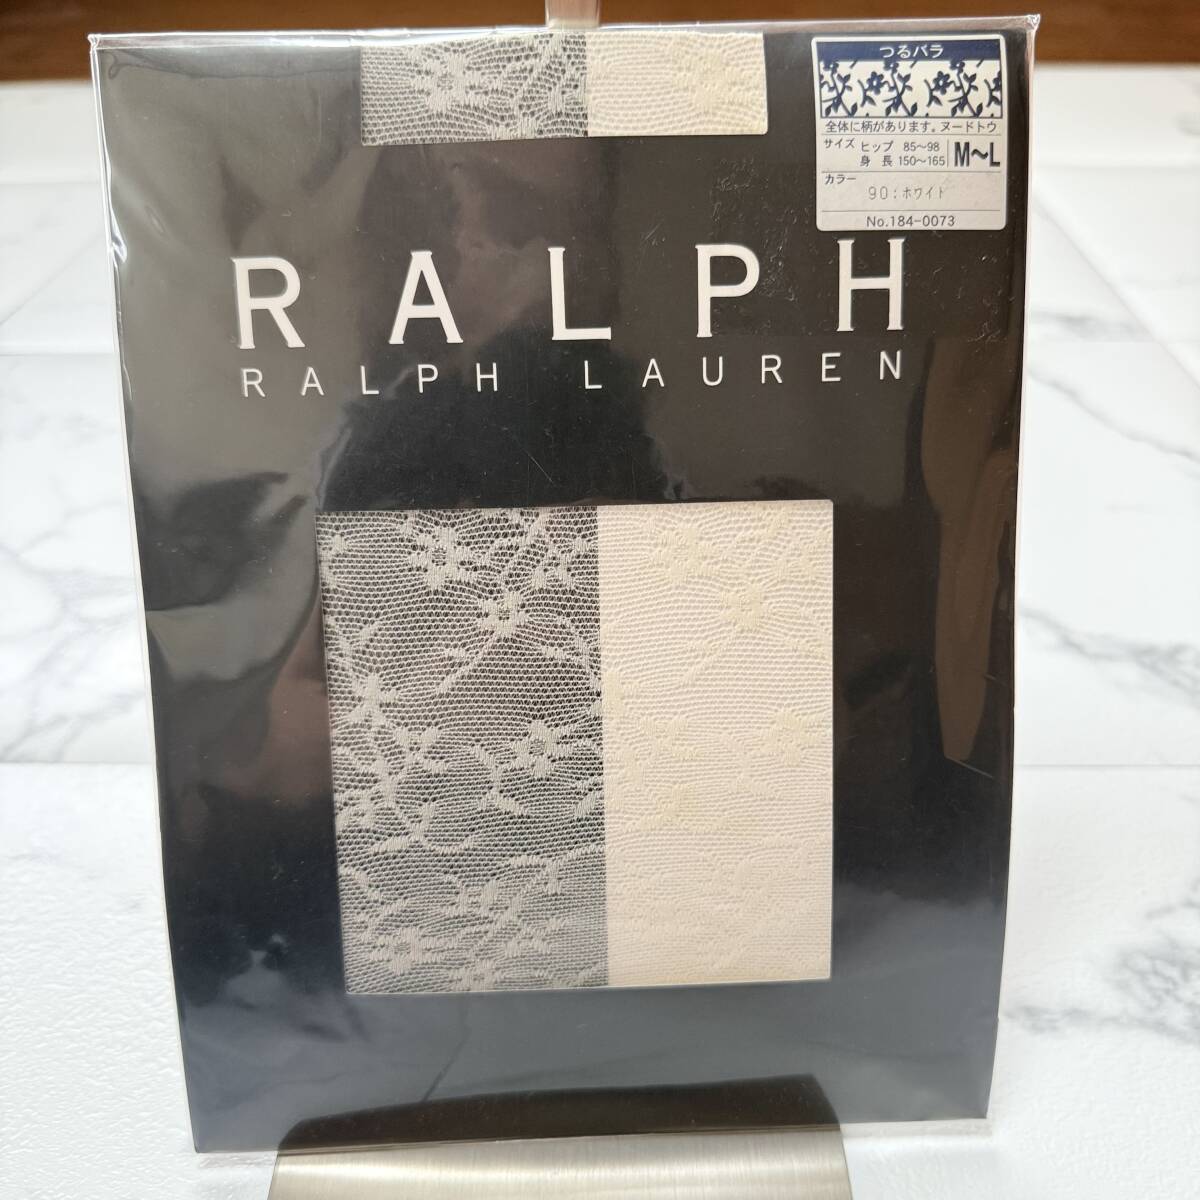 つるバラ
全体に柄があります。ヌードトウ
サイズ ヒップ 85〜98
身長 150〜165 M〜L
カラー
90:ホワイト
No.184-0073
RALPH
RALPH LAUREN